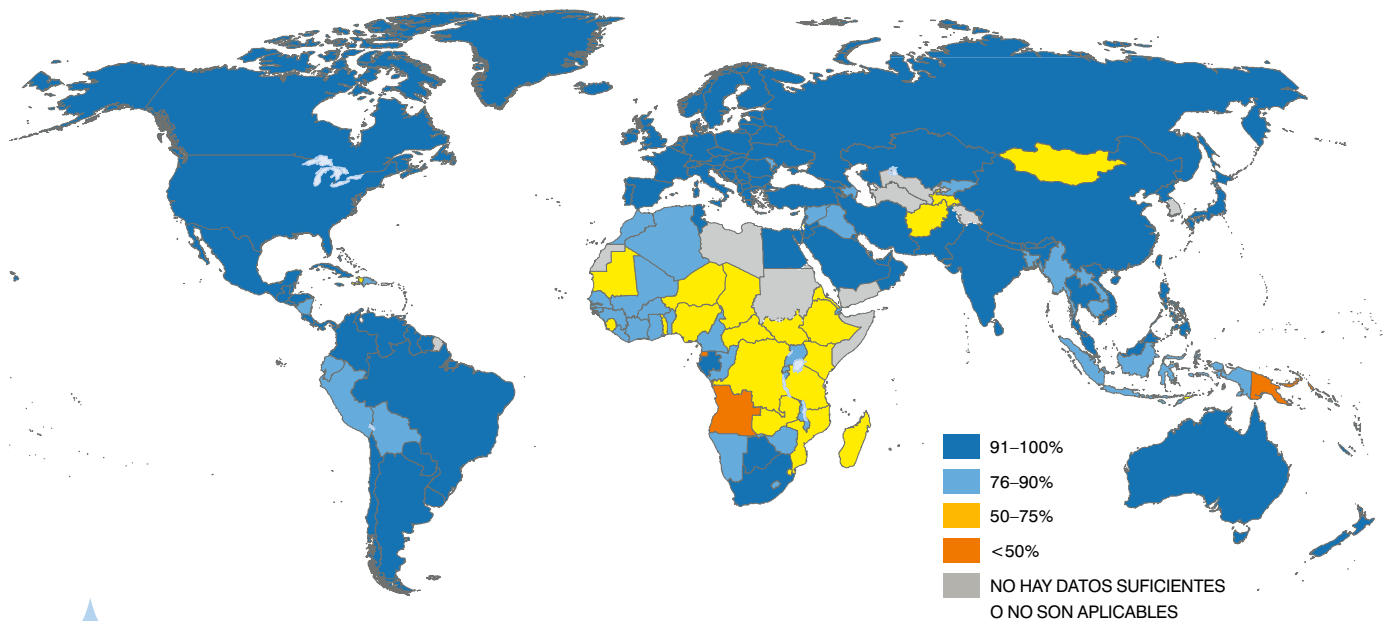 91–100%
76–90%
50–75%
<50%
NO HAY DATOS SUFICIENTES
O NO SON APLICABLES